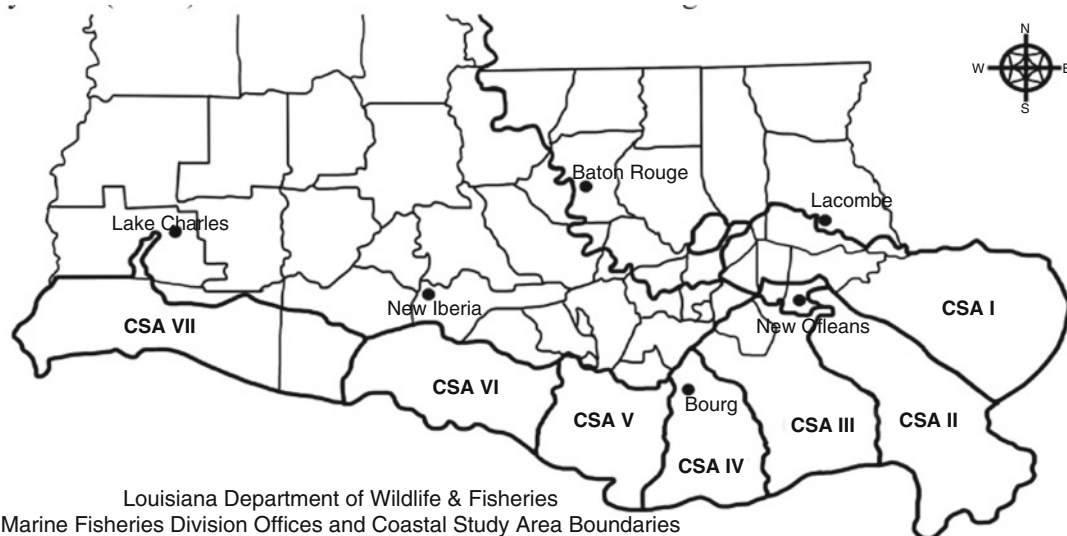 N
W E
S
Baton Rouge
Lacombe
Lake Charles
New Iberia
New Ofleans
CSA I
CSA VII
CSA VI
Bourg
CSA V
CSA III
CSA II
CSA IV
Louisiana Department of Wildlife & Fisheries
Marine Fisheries Division Offices and Coastal Study Area Boundaries